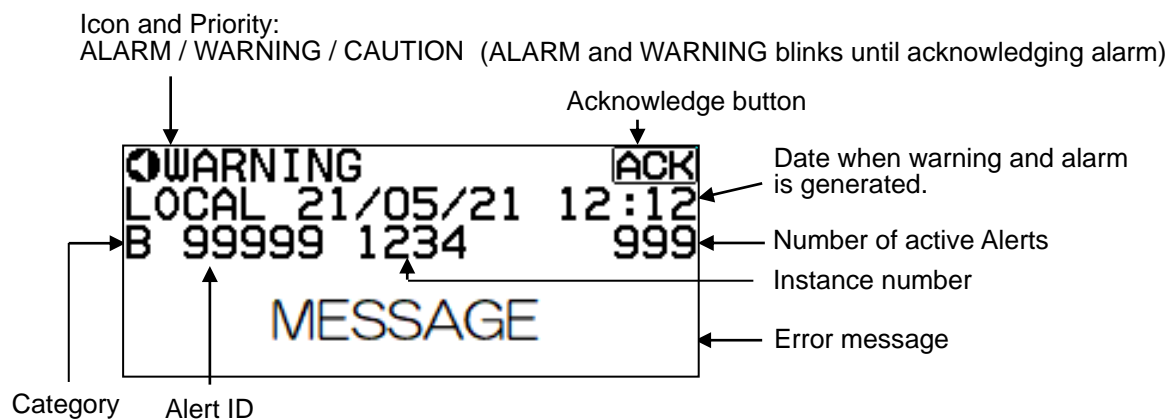 Icon and Priority:
ALARM / WARNING / CAUTION (ALARM and WARNING blinks until acknowledging alarm)
Acknowledge button
WARNING ACK
Date when warning and alarm
is generated.
LOCAL 21/05/21 12:12
B 99999 1234 999
Number of active Alerts
Instance number
MESSAGE
Error message
Category
Alert ID